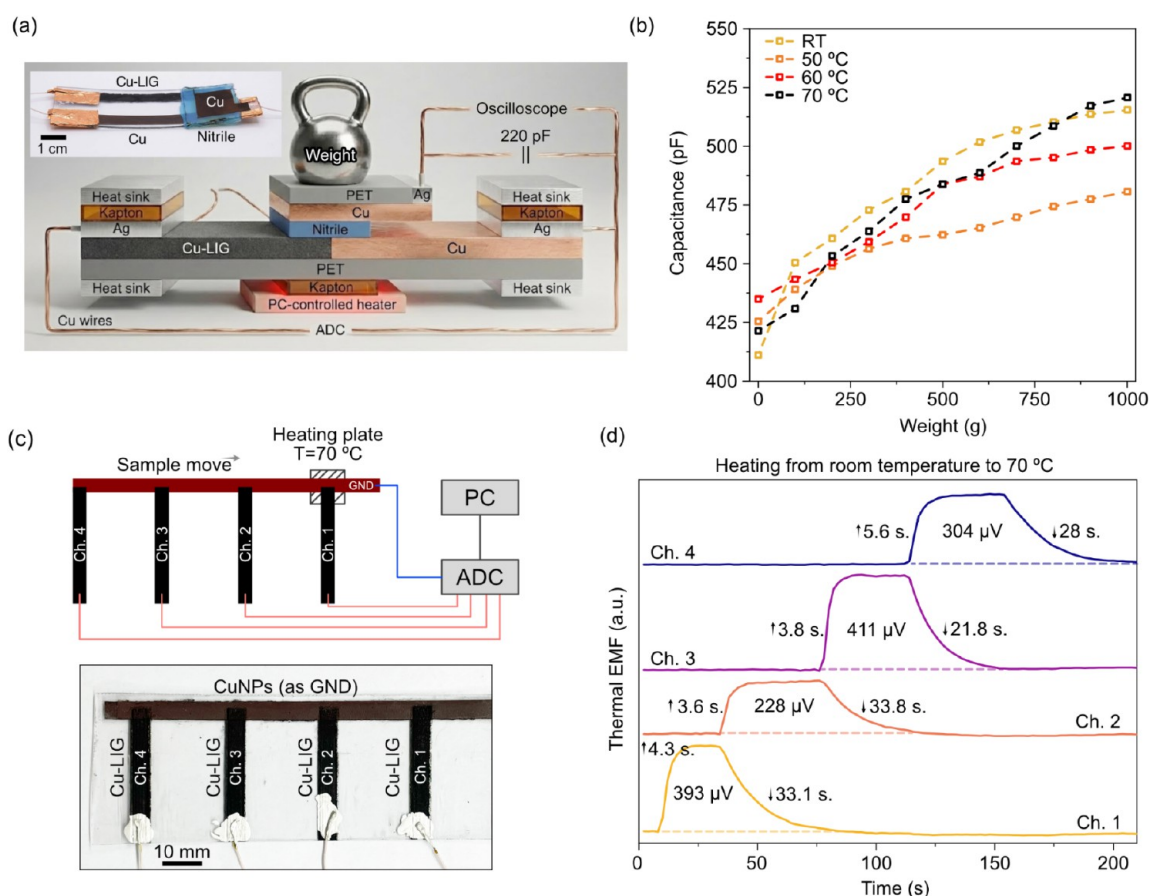 (a)
Cu-LIG
Cu
Cu
Nitrile
1 cm
Weight
Oscilloscope
220 pF
Heat sink
Kapton
Ag
PET
Ag
Cu
Nitrile
Heat sink
Kapton
Ag
Cu-LIG
Cu
PET
Heat sink
Kapton
Heat sink
PC-controlled heater
Cu wires
ADC
(b)
RT
50 ºC
60 ºC
70 ºC
Capacitance (pF)
550
525
500
475
450
425
400
0 250 500 750 1000
Weight (g)
(c)
Heating plate
T=70 ºC
Sample move
GND
Ch. 4
Ch. 3
Ch. 2
Ch. 1
PC
ADC
CuNPs (as GND)
Cu-LIG
Ch. 4
Cu-LIG
Ch. 3
Cu-LIG
Ch. 2
Cu-LIG
Ch. 1
10 mm
(d)
Heating from room temperature to 70 ºC
Thermal EMF (a.u.)
Ch. 4
↑5.6 s.
304 µV
↓28 s.
Ch. 3
↑3.8 s.
411 µV
↓21.8 s.
↑3.6 s.
228 µV
↓33.8 s.
Ch. 2
↑4.3 s.
393 µV
↓33.1 s.
Ch. 1
0 50 100 150 200
Time (s)